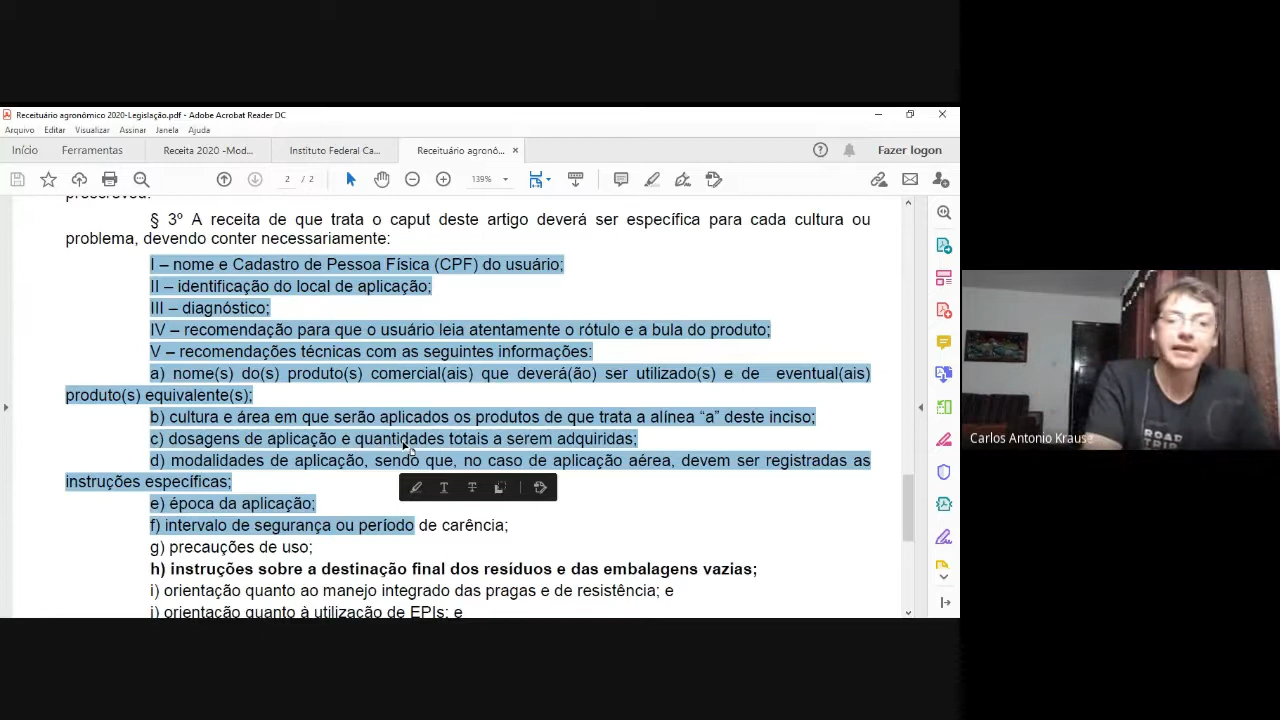 Receituário agronômico 2020-Legislação.pdf - Adobe Acrobat Reader DC
Arquivo Editar Visualizar Assinar Janela Ajuda
Início Ferramentas Receita 2020 -Mod... Instituto Federal Ca... Receituário agronô... × Fazer logon
2 / 2 139%
prescreveu.
§ 3º A receita de que trata o caput deste artigo deverá ser específica para cada cultura ou
problema, devendo conter necessariamente:
I – nome e Cadastro de Pessoa Física (CPF) do usuário;
II – identificação do local de aplicação;
III – diagnóstico;
IV – recomendação para que o usuário leia atentamente o rótulo e a bula do produto;
V – recomendações técnicas com as seguintes informações:
a) nome(s) do(s) produto(s) comercial(ais) que deverá(ão) ser utilizado(s) e de eventual(ais)
produto(s) equivalente(s);
b) cultura e área em que serão aplicados os produtos de que trata a alínea “a” deste inciso;
c) dosagens de aplicação e quantidades totais a serem adquiridas;
d) modalidades de aplicação, sendo que, no caso de aplicação aérea, devem ser registradas as
instruções específicas;
e) época da aplicação;
f) intervalo de segurança ou período de carência;
g) precauções de uso;
h) instruções sobre a destinação final dos resíduos e das embalagens vazias;
i) orientação quanto ao manejo integrado das pragas e de resistência; e
j) orientação quanto à utilização de EPIs; e
Carlos Antonio Kraus
ROAD
TRIP